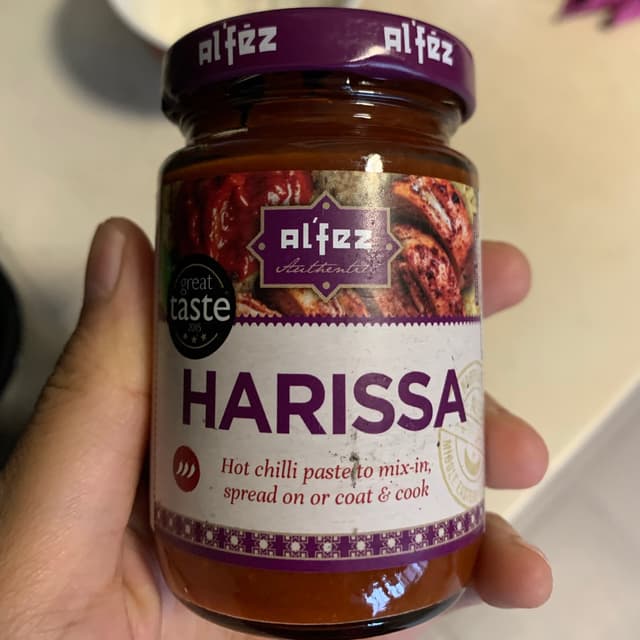 al'fez al'fez
al'fez
Authentic
great
taste
2015
HARISSA
Hot chilli paste to mix-in,
spread on or coat & cook